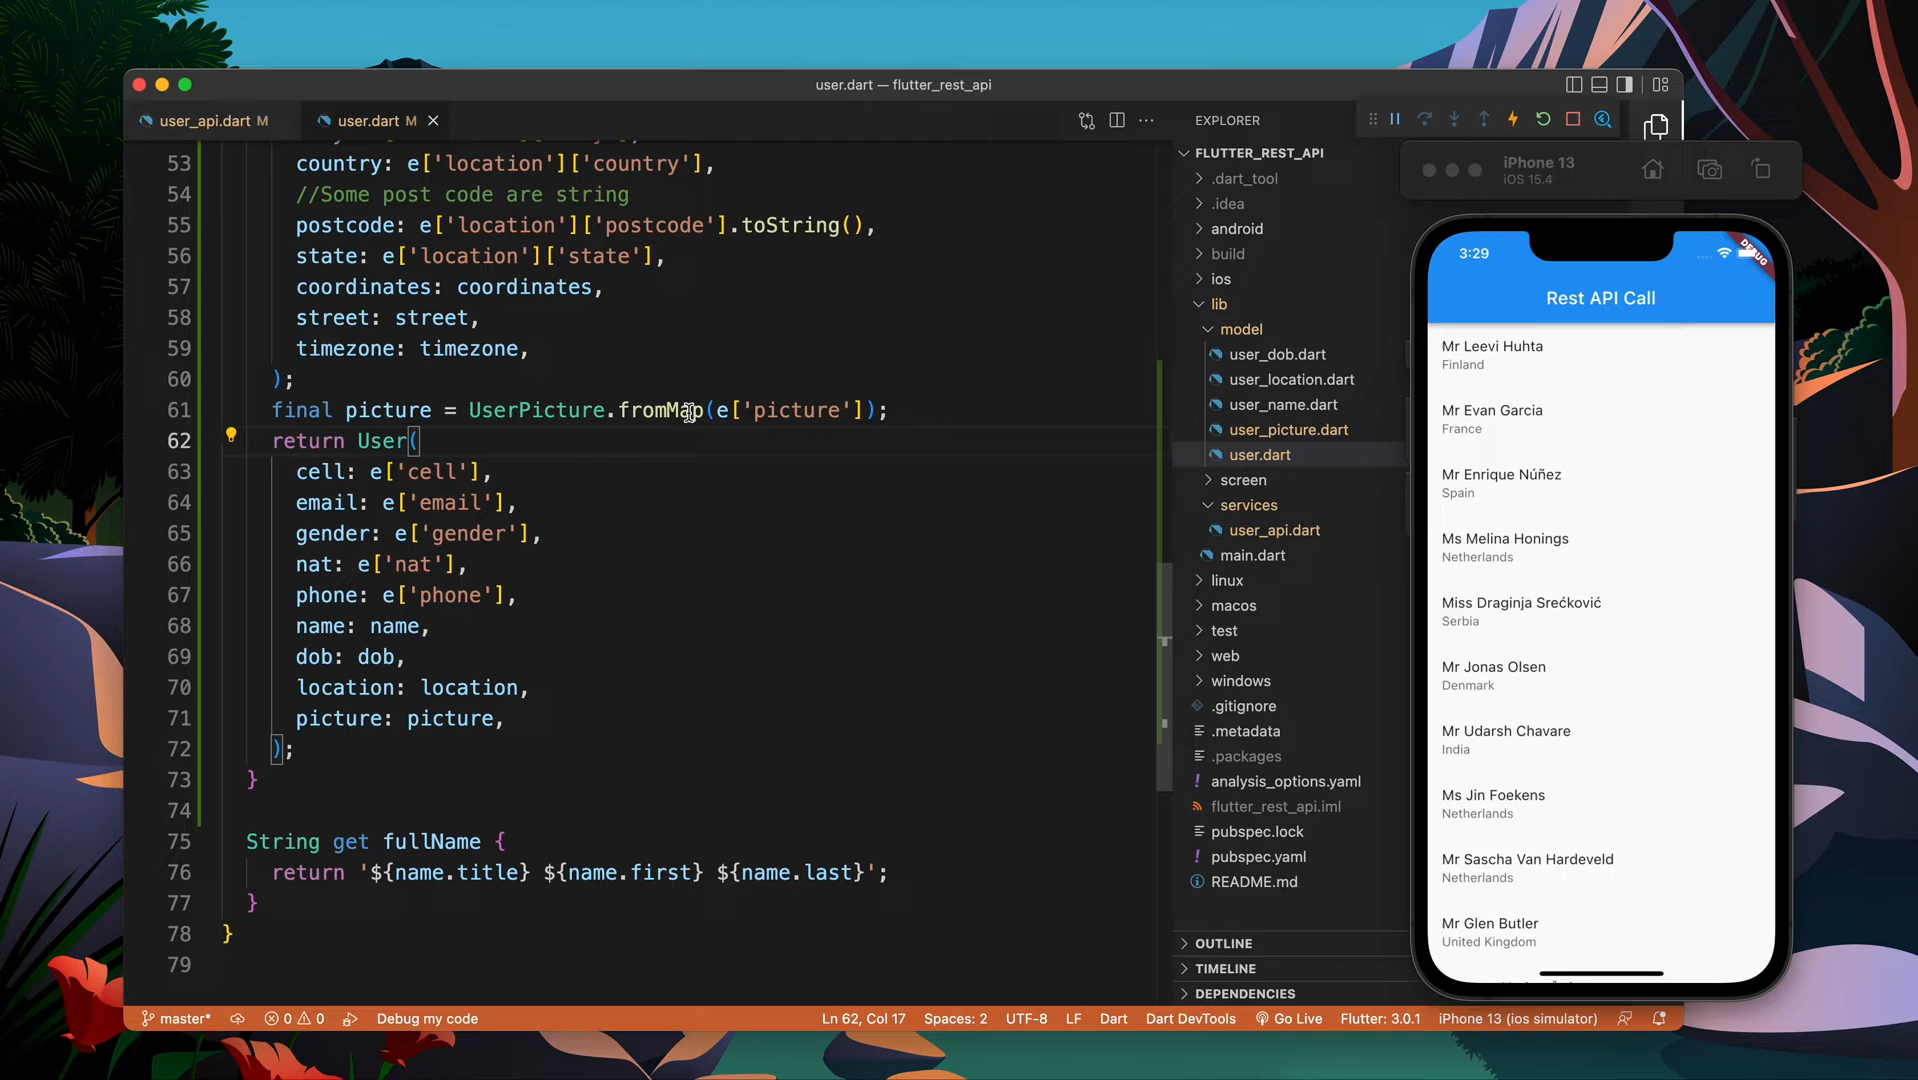 user.dart — flutter_rest_api
user_api.dart M
user.dart M
53 country: e['location']['country'],
54 //Some post code are string
55 postcode: e['location']['postcode'].toString(),
56 state: e['location']['state'],
57 coordinates: coordinates,
58 street: street,
59 timezone: timezone,
60 );
61 final picture = UserPicture.fromMap(e['picture']);
62 return User(
63 cell: e['cell'],
64 email: e['email'],
65 gender: e['gender'],
66 nat: e['nat'],
67 phone: e['phone'],
68 name: name,
69 dob: dob,
70 location: location,
71 picture: picture,
72 );
73 }
74
75 String get fullName {
76 return '${name.title} ${name.first} ${name.last}';
77 }
78 }
79
EXPLORER
FLUTTER_REST_API
.dart_tool
.idea
android
build
ios
lib
model
user_dob.dart
user_location.dart
user_name.dart
user_picture.dart
user.dart
screen
services
user_api.dart
main.dart
linux
macos
test
web
windows
.gitignore
.metadata
.packages
analysis_options.yaml
flutter_rest_api.iml
pubspec.lock
pubspec.yaml
README.md
OUTLINE
TIMELINE
DEPENDENCIES
iPhone 13
iOS 15.4
3:29
DEBUG
Rest API Call
Mr Leevi Huhta
Finland
Mr Evan Garcia
France
Mr Enrique Núñez
Spain
Ms Melina Honings
Netherlands
Miss Draginja Srećković
Serbia
Mr Jonas Olsen
Denmark
Mr Udarsh Chavare
India
Ms Jin Foekens
Netherlands
Mr Sascha Van Hardeveld
Netherlands
Mr Glen Butler
United Kingdom
master*
0 0
Debug my code
Ln 62, Col 17
Spaces: 2
UTF-8
LF
Dart
Dart DevTools
Go Live
Flutter: 3.0.1
iPhone 13 (ios simulator)